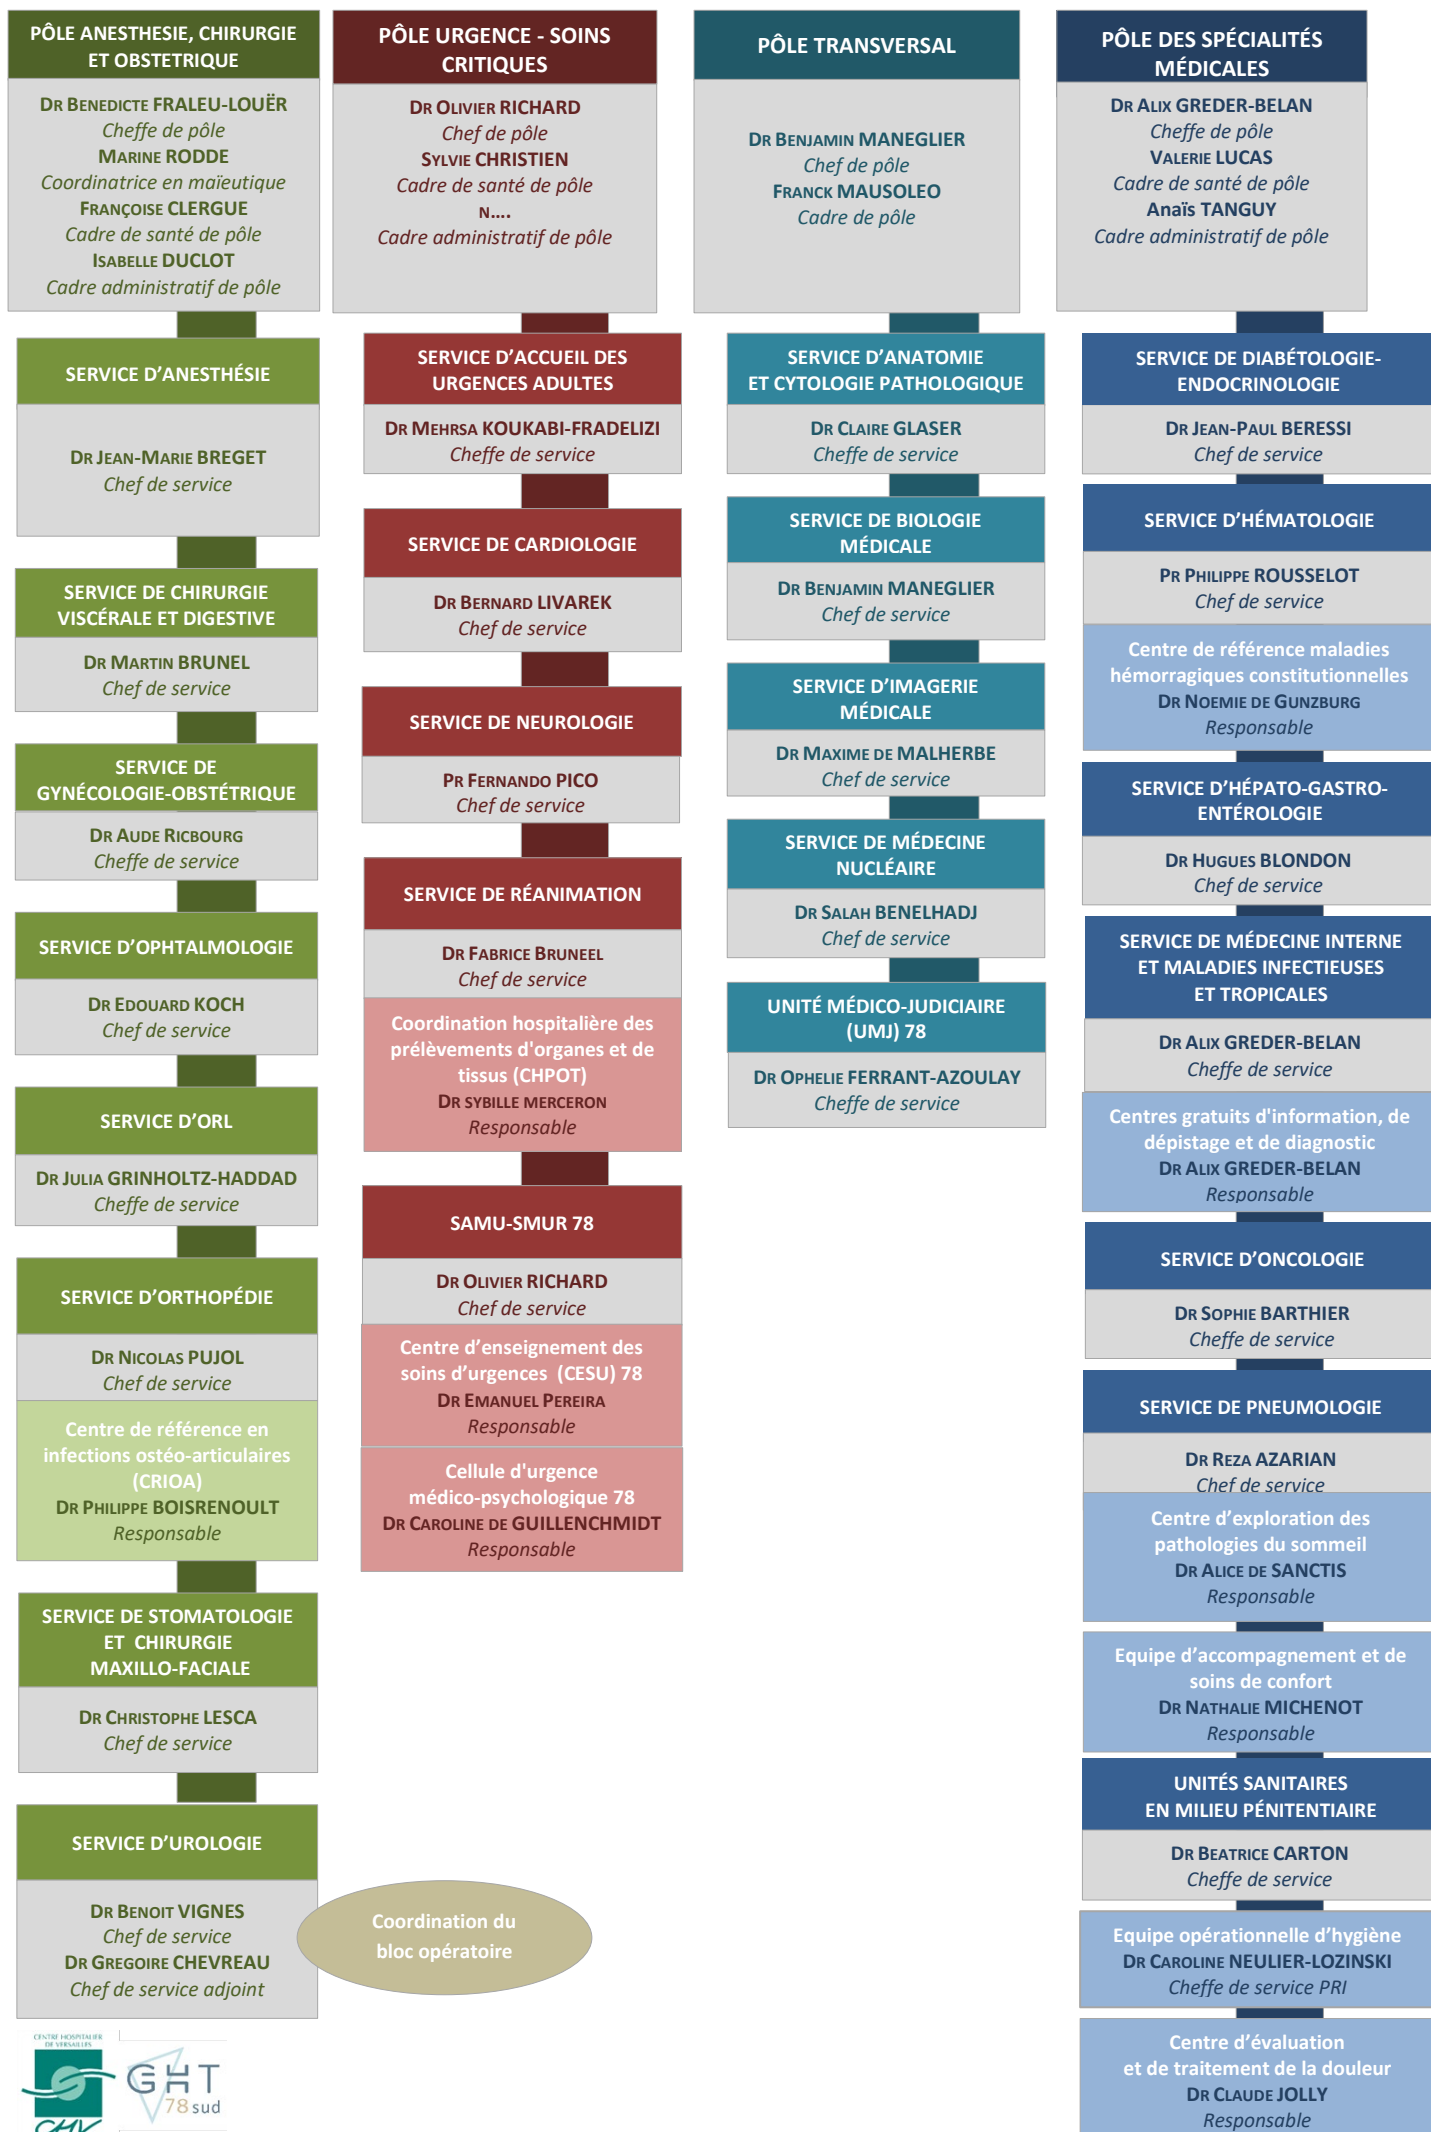 PÔLE ANESTHESIE, CHIRURGIE
ET OBSTETRIQUE
DR BENEDICTE FRALEU-LOUËR
Cheffe de pôle
MARINE RODDE
Coordinatrice en maïeutique
FRANÇOISE CLERGUE
Cadre de santé de pôle
ISABELLE DUCLOT
Cadre administratif de pôle
SERVICE D'ANESTHÉSIE
DR JEAN-MARIE BREGET
Chef de service
SERVICE DE CHIRURGIE
VISCÉRALE ET DIGESTIVE
DR MARTIN BRUNEL
Chef de service
SERVICE DE
GYNÉCOLOGIE-OBSTÉTRIQUE
DR AUDE RICBOURG
Cheffe de service
SERVICE D'OPHTALMOLOGIE
DR EDOUARD KOCH
Chef de service
SERVICE D'ORL
DR JULIA GRINHOLTZ-HADDAD
Cheffe de service
SERVICE D'ORTHOPÉDIE
DR NICOLAS PUJOL
Chef de service
Centre de référence en
infections ostéo-articulaires
(CRIOA)
DR PHILIPPE BOISRENOULT
Responsable
SERVICE DE STOMATOLOGIE
ET CHIRURGIE
MAXILLO-FACIALE
DR CHRISTOPHE LESCA
Chef de service
SERVICE D'UROLOGIE
DR BENOIT VIGNES
Chef de service
DR GREGOIRE CHEVREAU
Chef de service adjoint
PÔLE URGENCE - SOINS
CRITIQUES
DR OLIVIER RICHARD
Chef de pôle
SYLVIE CHRISTIEN
Cadre de santé de pôle
N....
Cadre administratif de pôle
SERVICE D'ACCUEIL DES
URGENCES ADULTES
DR MEHRSA KOUKABI-FRADELIZI
Cheffe de service
SERVICE DE CARDIOLOGIE
DR BERNARD LIVAREK
Chef de service
SERVICE DE NEUROLOGIE
PR FERNANDO PICO
Chef de service
SERVICE DE RÉANIMATION
DR FABRICE BRUNEEL
Chef de service
Coordination hospitalière des
prélèvements d'organes et de
tissus (CHPOT)
DR SYBILLE MERCERON
Responsable
SAMU-SMUR 78
DR OLIVIER RICHARD
Chef de service
Centre d'enseignement des
soins d'urgences (CESU) 78
DR EMANUEL PEREIRA
Responsable
Cellule d'urgence
médico-psychologique 78
DR CAROLINE DE GUILLENCHMIDT
Responsable
Coordination du
bloc opératoire
PÔLE TRANSVERSAL
DR BENJAMIN MANEGLIER
Chef de pôle
FRANCK MAUSOLEO
Cadre de pôle
SERVICE D'ANATOMIE
ET CYTOLOGIE PATHOLOGIQUE
DR CLAIRE GLASER
Cheffe de service
SERVICE DE BIOLOGIE
MÉDICALE
DR BENJAMIN MANEGLIER
Chef de service
SERVICE D'IMAGERIE
MÉDICALE
DR MAXIME DE MALHERBE
Chef de service
SERVICE DE MÉDECINE
NUCLÉAIRE
DR SALAH BENELHADJ
Chef de service
UNITÉ MÉDICO-JUDICIAIRE
(UMJ) 78
DR OPHELIE FERRANT-AZOULAY
Cheffe de service
PÔLE DES SPÉCIALITÉS
MÉDICALES
DR ALIX GREDER-BELAN
Cheffe de pôle
VALERIE LUCAS
Cadre de santé de pôle
Anaïs TANGUY
Cadre administratif de pôle
SERVICE DE DIABÉTOLOGIE-
ENDOCRINOLOGIE
DR JEAN-PAUL BERESSI
Chef de service
SERVICE D'HÉMATOLOGIE
PR PHILIPPE ROUSSELOT
Chef de service
Centre de référence maladies
hémorragiques constitutionnelles
DR NOEMIE DE GUNZBURG
Responsable
SERVICE D'HÉPATO-GASTRO-
ENTÉROLOGIE
DR HUGUES BLONDON
Chef de service
SERVICE DE MÉDECINE INTERNE
ET MALADIES INFECTIEUSES
ET TROPICALES
DR ALIX GREDER-BELAN
Cheffe de service
Centres gratuits d'information, de
dépistage et de diagnostic
DR ALIX GREDER-BELAN
Responsable
SERVICE D'ONCOLOGIE
DR SOPHIE BARTHIER
Cheffe de service
SERVICE DE PNEUMOLOGIE
DR REZA AZARIAN
Chef de service
Centre d'exploration des
pathologies du sommeil
DR ALICE DE SANCTIS
Responsable
Equipe d'accompagnement et de
soins de confort
DR NATHALIE MICHENOT
Responsable
UNITÉS SANITAIRES
EN MILIEU PÉNITENTIAIRE
DR BEATRICE CARTON
Cheffe de service
Equipe opérationnelle d'hygiène
DR CAROLINE NEULIER-LOZINSKI
Cheffe de service PRI
Centre d'évaluation
et de traitement de la douleur
DR CLAUDE JOLLY
Responsable
CENTRE HOSPITALIER
DE VERSAILLES
CHV
GHT
78 sud